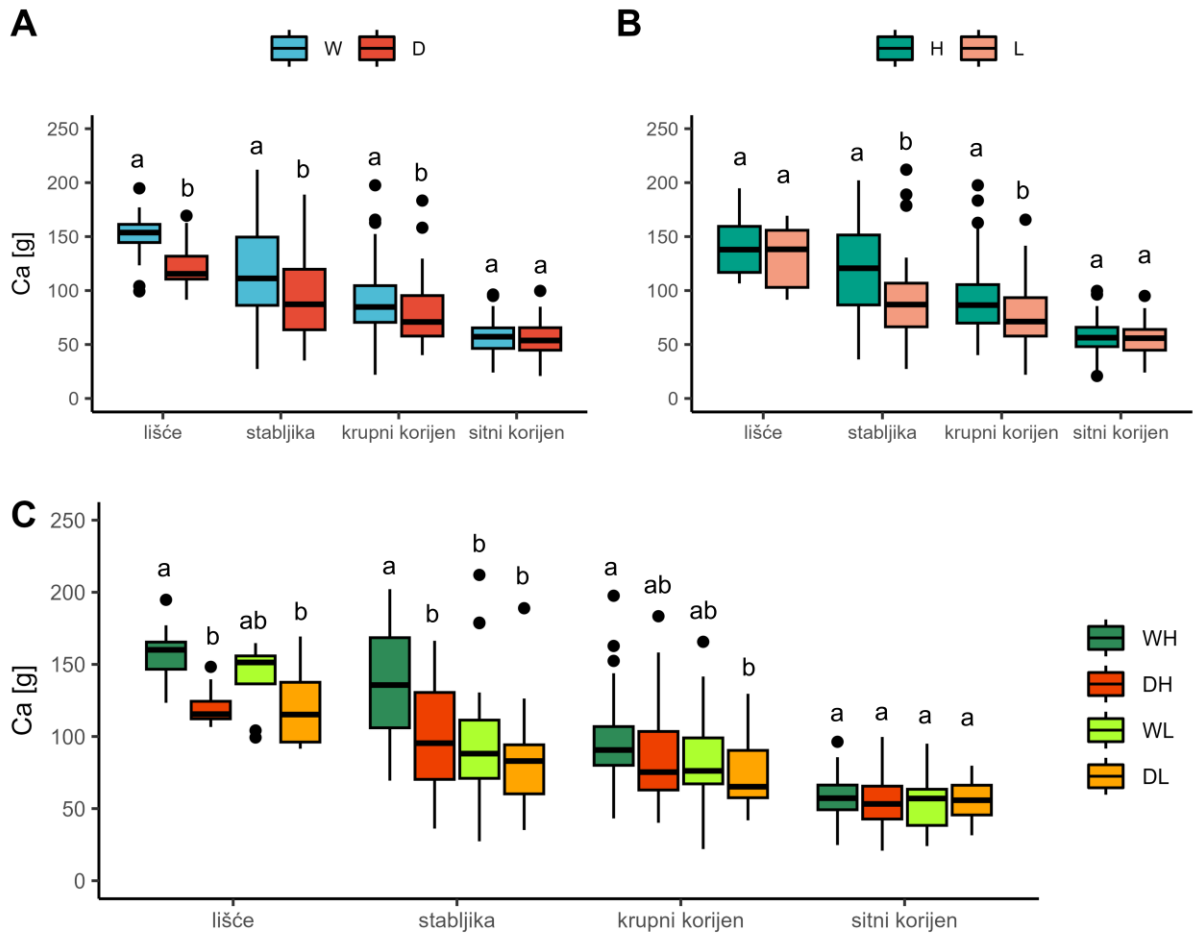 A
W D
250
200
150
100
50
0
Ca [g]
a b a b a b a a
lišće stabljika krupni korijen sitni korijen
B
H L
250
200
150
100
50
0
a a a b a b a a
lišće stabljika krupni korijen sitni korijen
C
250
200
150
100
50
0
Ca [g]
a b ab b a b b b a ab ab b a a a a
lišće stabljika krupni korijen sitni korijen
WH
DH
WL
DL